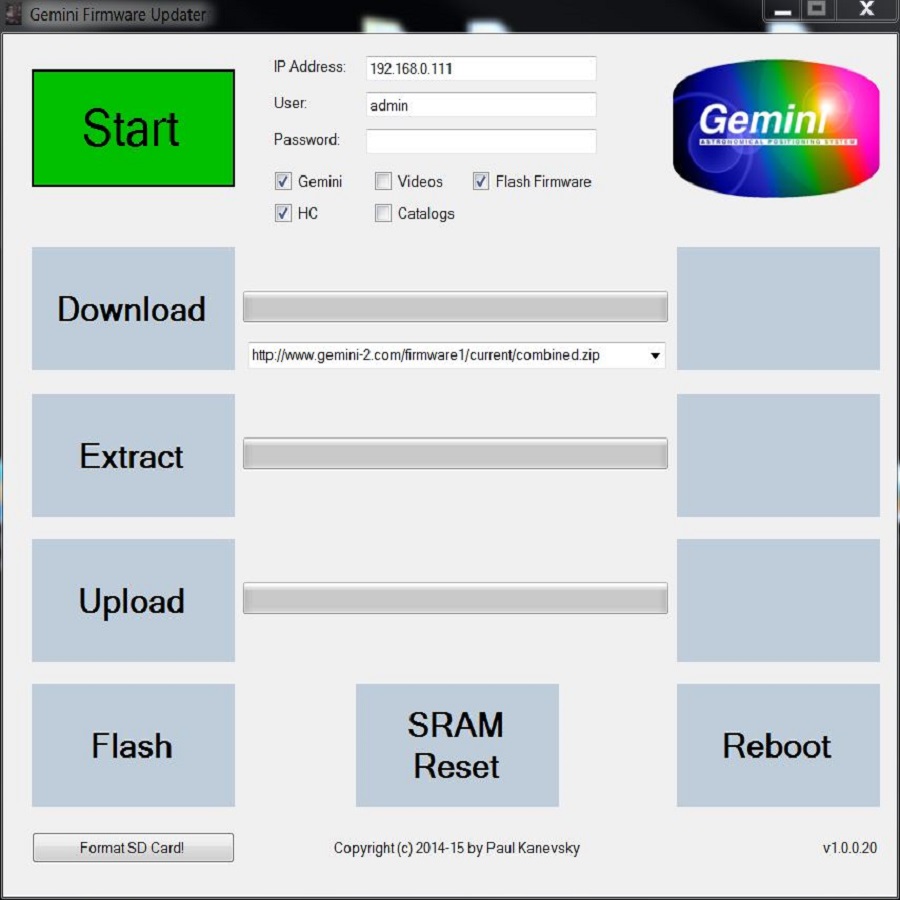 Gemini Firmware Updater
Start
IP Address: 192.168.0.111
User: admin
Password:
Gemini Videos Flash Firmware
HC Catalogs
Gemini
ASTRONOMICAL POSITIONING SYSTEM
Download
http://www.gemini-2.com/firmware1/current/combined.zip
Extract
Upload
Flash
SRAM
Reset
Reboot
Format SD Card!
Copyright (c) 2014-15 by Paul Kanevsky
v1.0.0.20